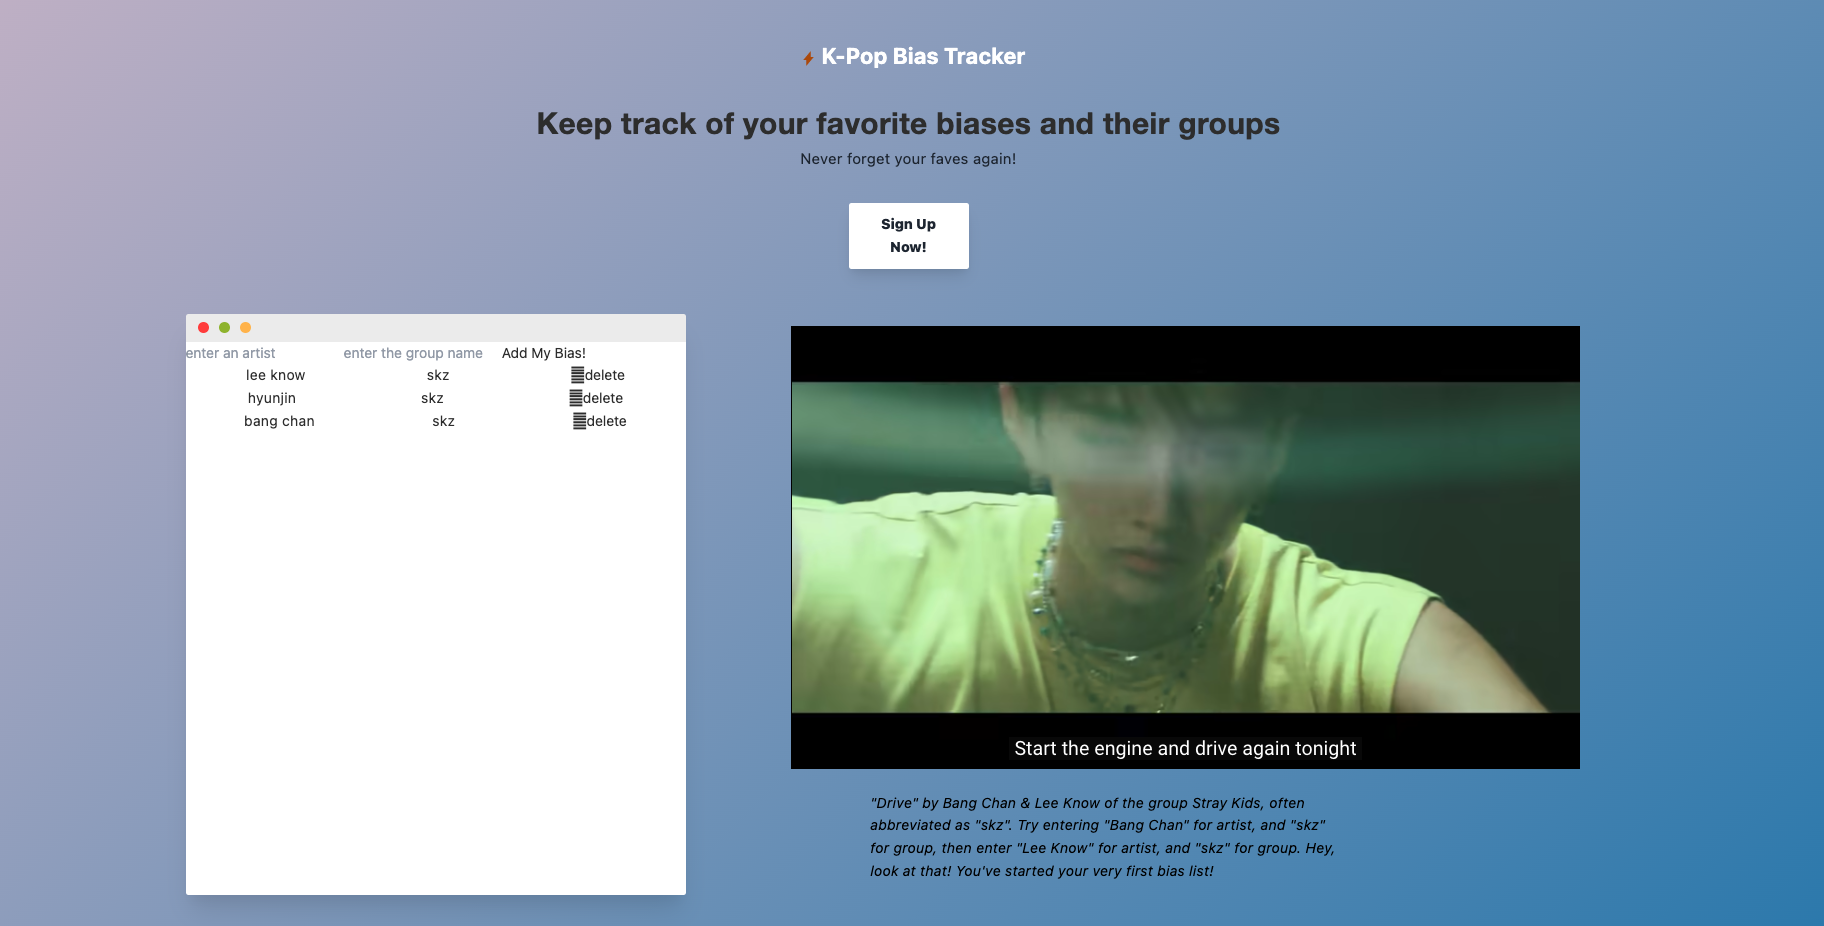 K-Pop Bias Tracker
Keep track of your favorite biases and their groups
Never forget your faves again!
Sign Up
Now!
enter an artist enter the group name Add My Bias!
lee know skz delete
hyunjin skz delete
bang chan skz delete
Start the engine and drive again tonight
"Drive" by Bang Chan & Lee Know of the group Stray Kids, often
abbreviated as "skz". Try entering "Bang Chan" for artist, and "skz"
for group, then enter "Lee Know" for artist, and "skz" for group. Hey,
look at that! You've started your very first bias list!